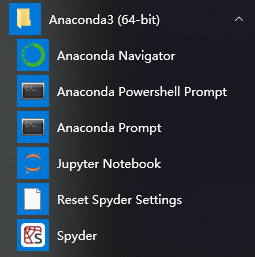 Anaconda3 (64-bit)
Anaconda Navigator
Anaconda Powershell Prompt
Anaconda Prompt
Jupyter Notebook
Reset Spyder Settings
Spyder